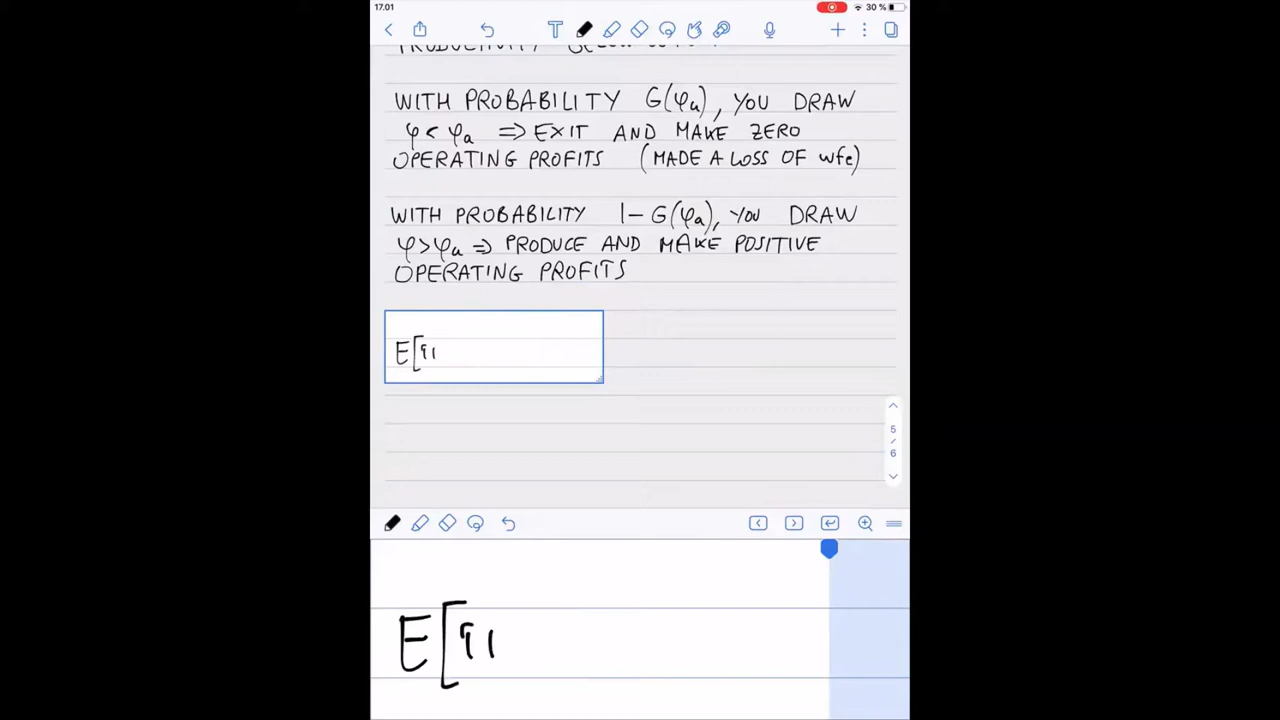 17.01
30 %
WITH PROBABILITY G(φa), YOU DRAW
φ < φa ⇒ EXIT AND MAKE ZERO
OPERATING PROFITS (MADE A LOSS OF wfe)
WITH PROBABILITY 1 – G(φa), YOU DRAW
φ > φa ⇒ PRODUCE AND MAKE POSITIVE
OPERATING PROFITS
E[
5
/
6
E[